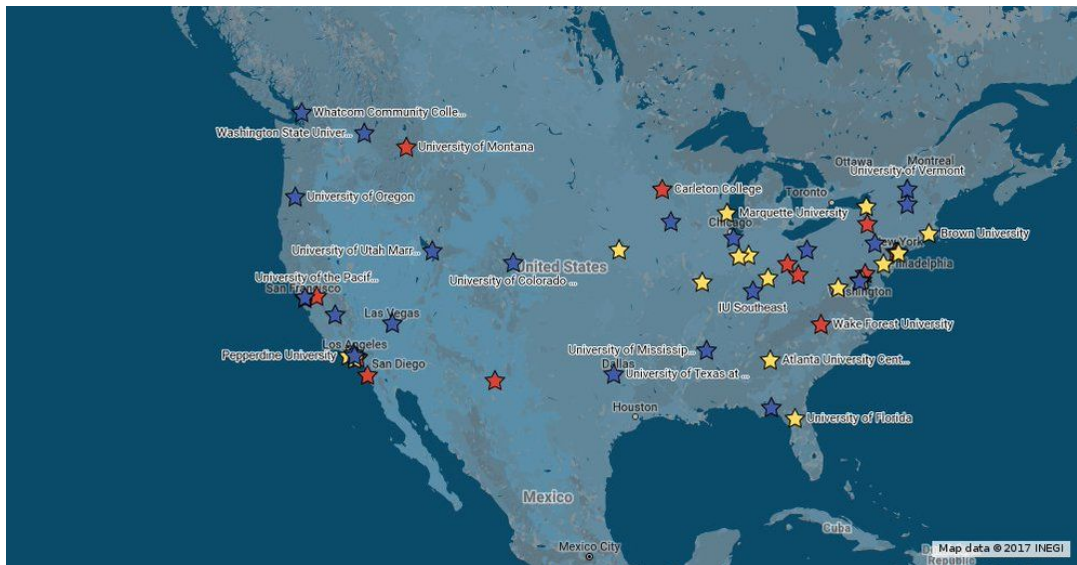 Whatcom Community Colle...
Washington State Univer...
University of Montana
Ottawa
Montreal
University of Vermont
Carleton College
Toronto
University of Oregon
Marquette University
Chicago
Brown University
University of Utah Marr...
New York
Philadelphia
United States
University of Colorado ...
University of the Pacif...
San Francisco
Washington
IU Southeast
Las Vegas
Wake Forest University
Los Angeles
Pepperdine University
University of Mississip...
Atlanta University Cent...
San Diego
Dallas
University of Texas at ...
Houston
University of Florida
Mexico
Cuba
Mexico City
Map data ©2017 INEGI
Republic